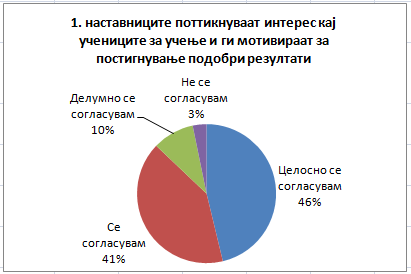 1. наставниците поттикнуваат интерес кај
учениците за учење и ги мотивираат за
постигнување подобри резултати
Не се
согласувам
3%
Делумно се
согласувам
10%
Целосно се
согласувам
46%
Се
согласувам
41%